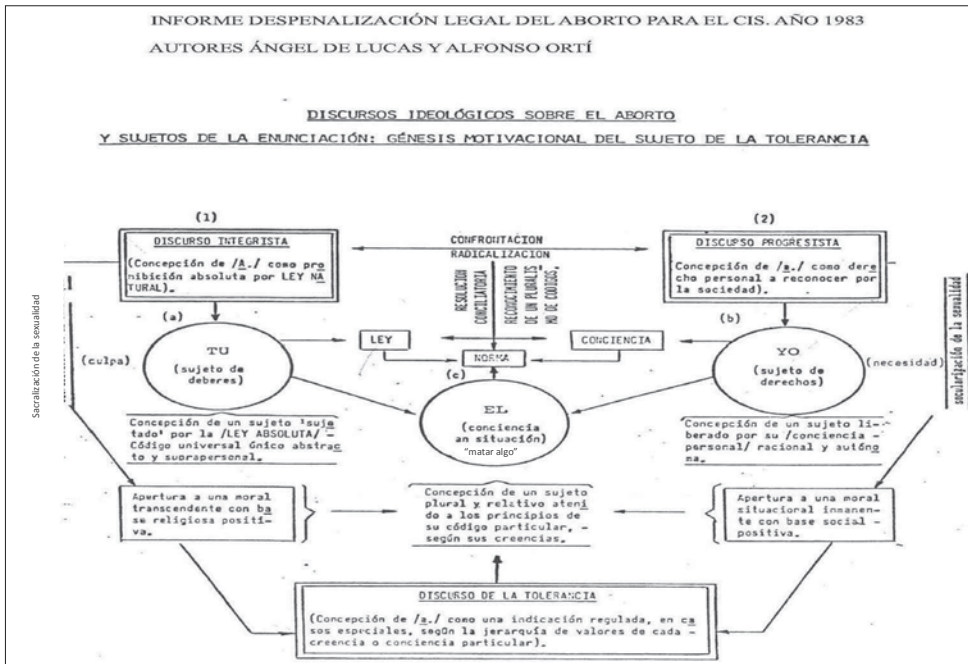 INFORME DESPENALIZACIÓN LEGAL DEL ABORTO PARA EL CIS. AÑO 1983
AUTORES ÁNGEL DE LUCAS Y ALFONSO ORTÍ
DISCURSOS IDEOLÓGICOS SOBRE EL ABORTO
Y SUJETOS DE LA ENUNCIACIÓN: GÉNESIS MOTIVACIONAL DEL SUJETO DE LA TOLERANCIA
(1)
DISCURSO INTEGRISTA
(Concepción de /A./ como pro
hibición absoluta por LEY NA
TURAL).
CONFRONTACION
RADICALIZACION
RESOLUCION
CONCILIATORIA
RECONOCIMIENTO
DE UN PLURALIS
MO DE CODIGOS,
(2)
DISCURSO PROGRESISTA
(Concepción de /a./ como dere
cho personal a reconocer por
la sociedad).
Sacralización de la sexualidad
(culpa)
(a)
TU
(sujeto de
deberes)
LEY
NORMA
CONCIENCIA
(b)
YO
(sujeto de
derechos)
(necesidad)
secularización de la sexualidad
(c)
EL
(conciencia
an situación)
"matar algo"
Concepción de un sujeto 'suje
tado' por la /LEY ABSOLUTA/ -
Código universal único abstrac
to y suprapersonal.
Concepción de un sujeto li-
berado por su /conciencia -
personal/ racional y autóno
ma.
Apertura a una moral
transcendente con ba
se religiosa positi-
va.
Concepción de un sujeto
plural y relativo ateni
do a los principios de
su código particular, -
según sus creencias.
Apertura a una moral
situacional inmanen-
te con base social -
positiva.
DISCURSO DE LA TOLERANCIA
(Concepción de /a./ como una indicación regulada, en ca
sos especiales, según la jerarquía de valores de cada -
creencia o conciencia particular).